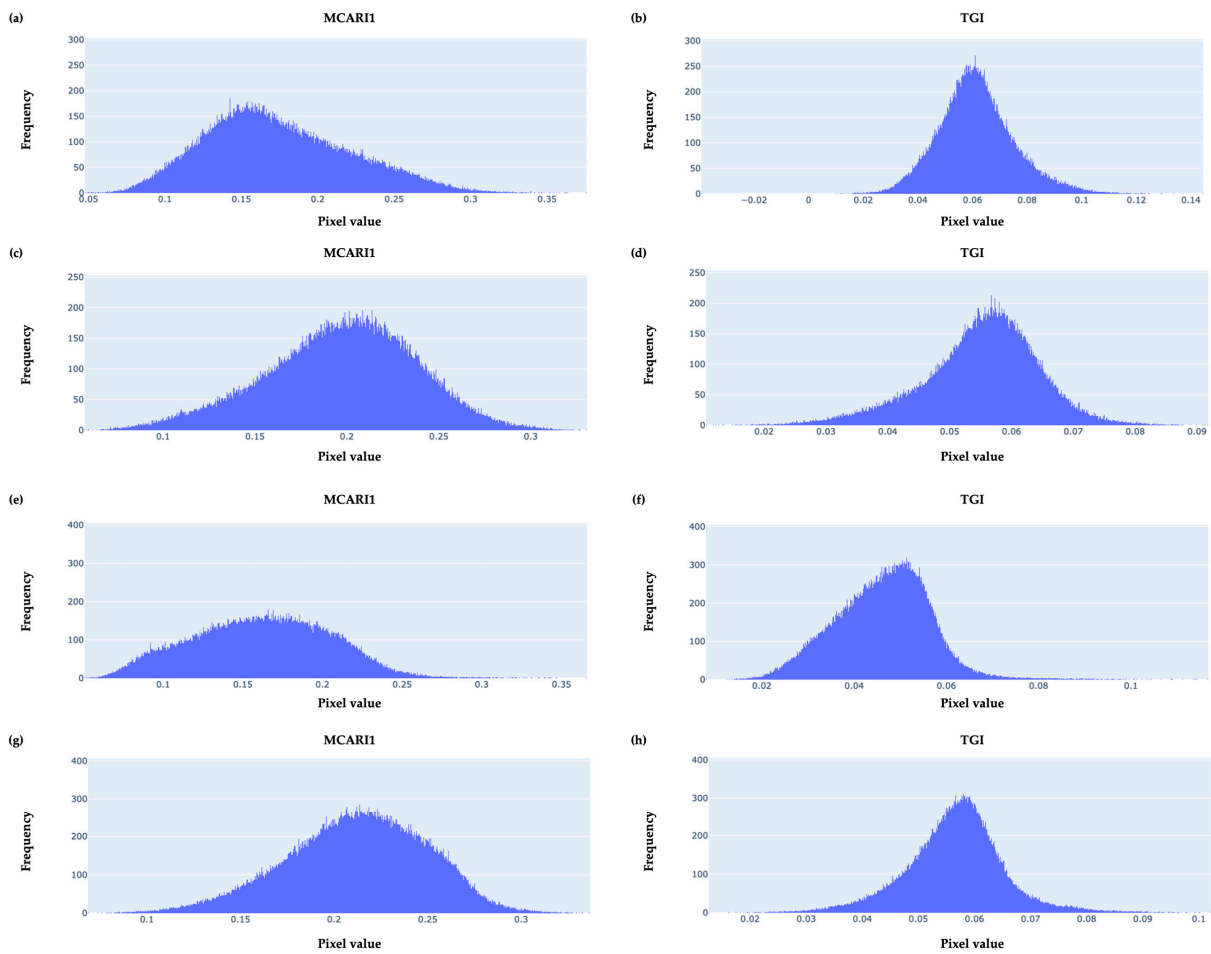 (a) MCARI1
300
250
200
150
100
50
0
Frequency
0.05 0.1 0.15 0.2 0.25 0.3 0.35
Pixel value
(b) TGI
300
250
200
150
100
50
0
Frequency
−0.02 0 0.02 0.04 0.06 0.08 0.1 0.12 0.14
Pixel value
(c) MCARI1
250
200
150
100
50
0
Frequency
0.1 0.15 0.2 0.25 0.3
Pixel value
(d) TGI
250
200
150
100
50
0
Frequency
0.02 0.03 0.04 0.05 0.06 0.07 0.08 0.09
Pixel value
(e) MCARI1
400
300
200
100
0
Frequency
0.1 0.15 0.2 0.25 0.3 0.35
Pixel value
(f) TGI
400
300
200
100
0
Frequency
0.02 0.04 0.06 0.08 0.1
Pixel value
(g) MCARI1
400
300
200
100
0
Frequency
0.1 0.15 0.2 0.25 0.3
Pixel value
(h) TGI
400
300
200
100
0
Frequency
0.02 0.03 0.04 0.05 0.06 0.07 0.08 0.09 0.1
Pixel value